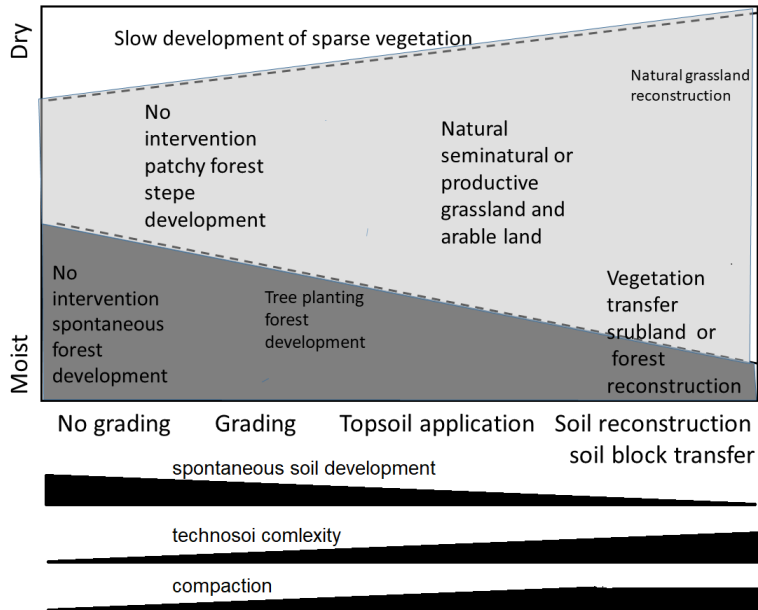 Dry
Slow development of sparse vegetation
Natural grassland
reconstruction
No
intervention
patchy forest
stepe
development
Natural
seminatural or
productive
grassland and
arable land
No
intervention
spontaneous
forest
development
Tree planting
forest
development
Vegetation
transfer
srubland or
forest
reconstruction
Moist
No grading
Grading
Topsoil application
Soil reconstruction
soil block transfer
spontaneous soil development
technosoi comlexity
compaction